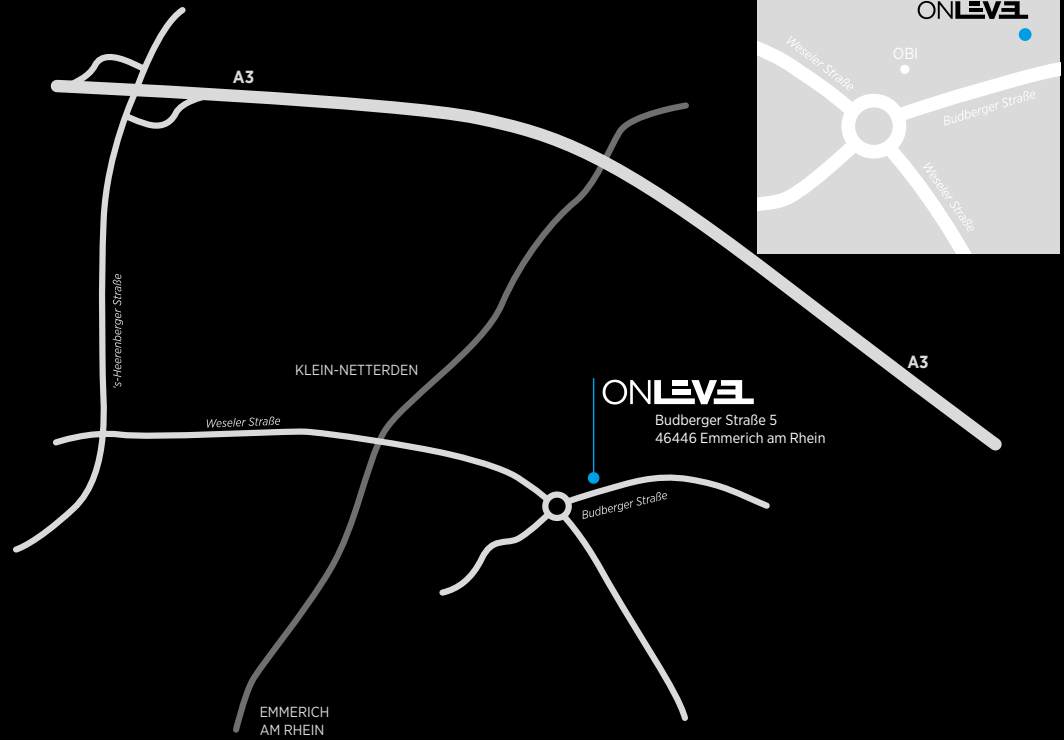 ONLEVEL
OBI
Weseler Straße
Budberger Straße
Weseler Straße
A3
's-Heerenberger Straße
A3
KLEIN-NETTERDEN
ONLEVEL
Budberger Straße 5
46446 Emmerich am Rhein
Weseler Straße
Budberger Straße
EMMERICH
AM RHEIN